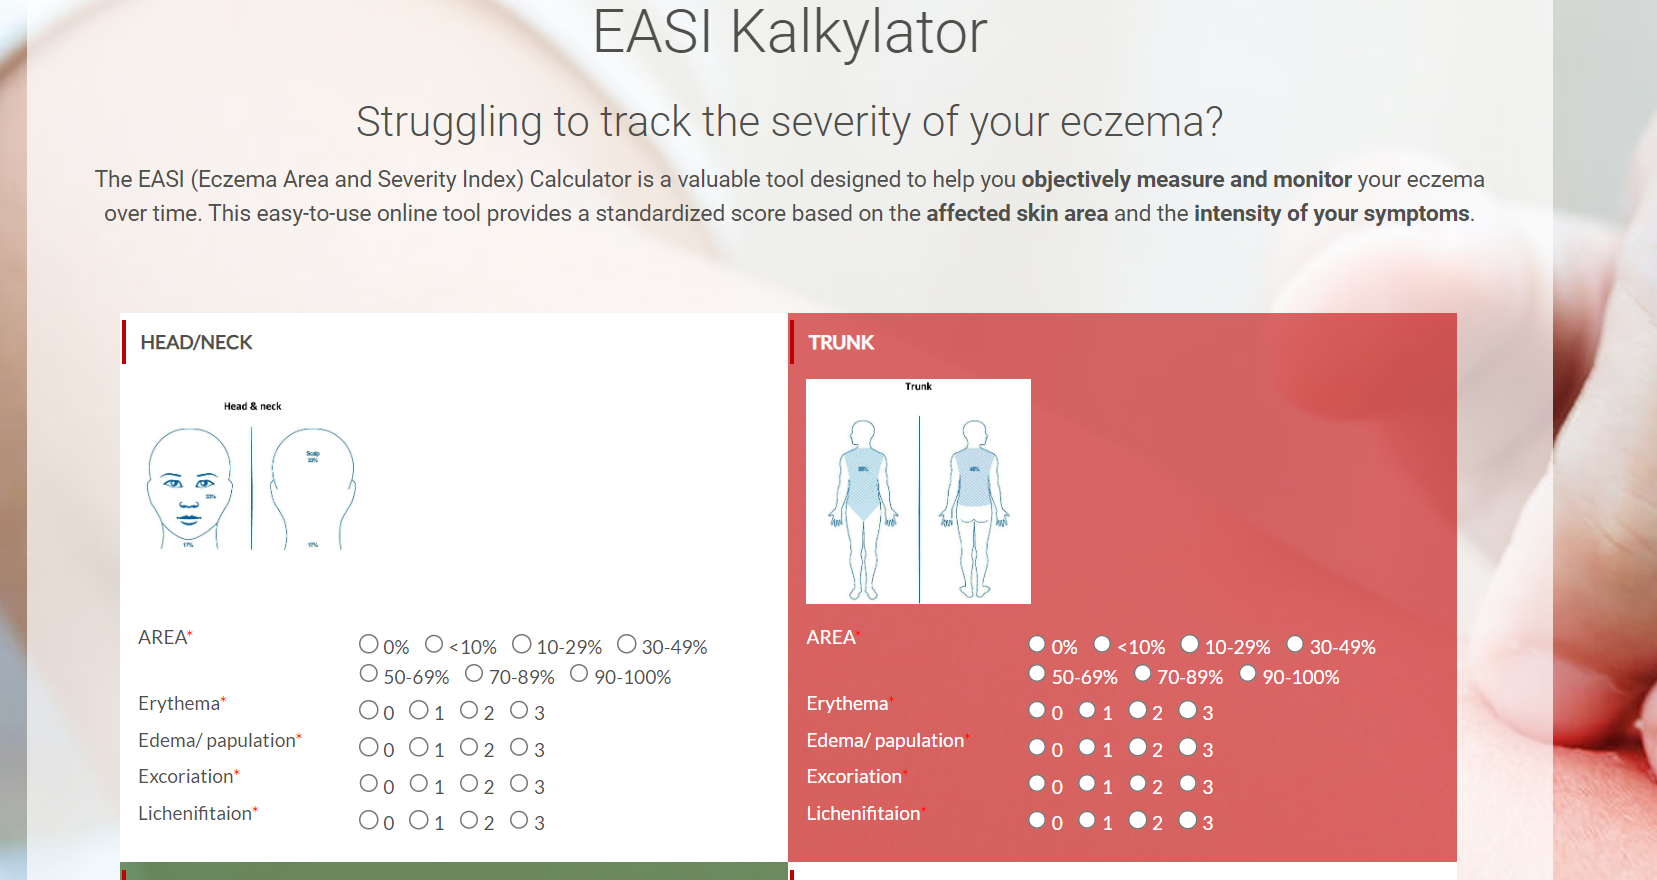 EASI Kalkylator
Struggling to track the severity of your eczema?
The EASI (Eczema Area and Severity Index) Calculator is a valuable tool designed to help you objectively measure and monitor your eczema
over time. This easy-to-use online tool provides a standardized score based on the affected skin area and the intensity of your symptoms.
HEAD/NECK
Head & neck
Scalp
33%
33%
17%
17%
AREA*
0% <10% 10-29% 30-49%
50-69% 70-89% 90-100%
Erythema*
0 1 2 3
Edema/ papulation*
0 1 2 3
Excoriation*
0 1 2 3
Lichenifitaion*
0 1 2 3
TRUNK
Trunk
45%
AREA*
0% <10% 10-29% 30-49%
50-69% 70-89% 90-100%
Erythema*
0 1 2 3
Edema/ papulation*
0 1 2 3
Excoriation*
0 1 2 3
Lichenifitaion*
0 1 2 3